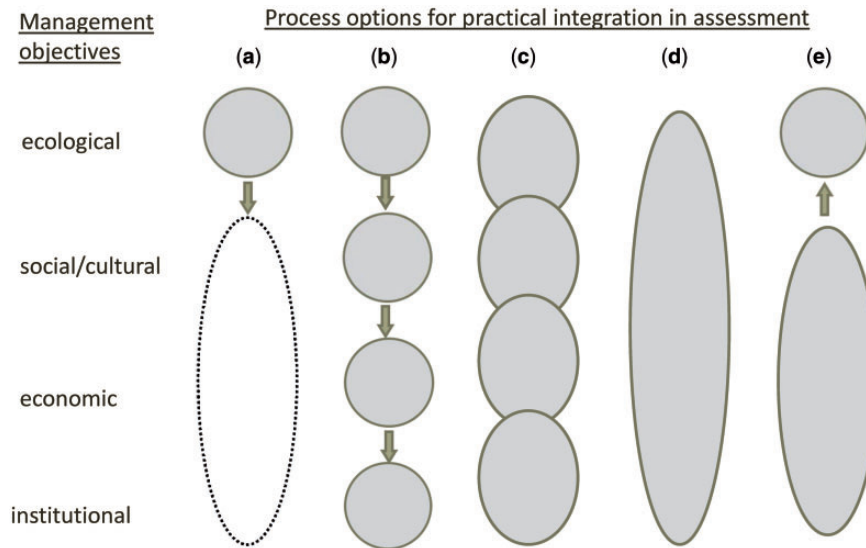 Management objectives
Process options for practical integration in assessment
(a) (b) (c) (d) (e)
ecological
social/cultural
economic
institutional